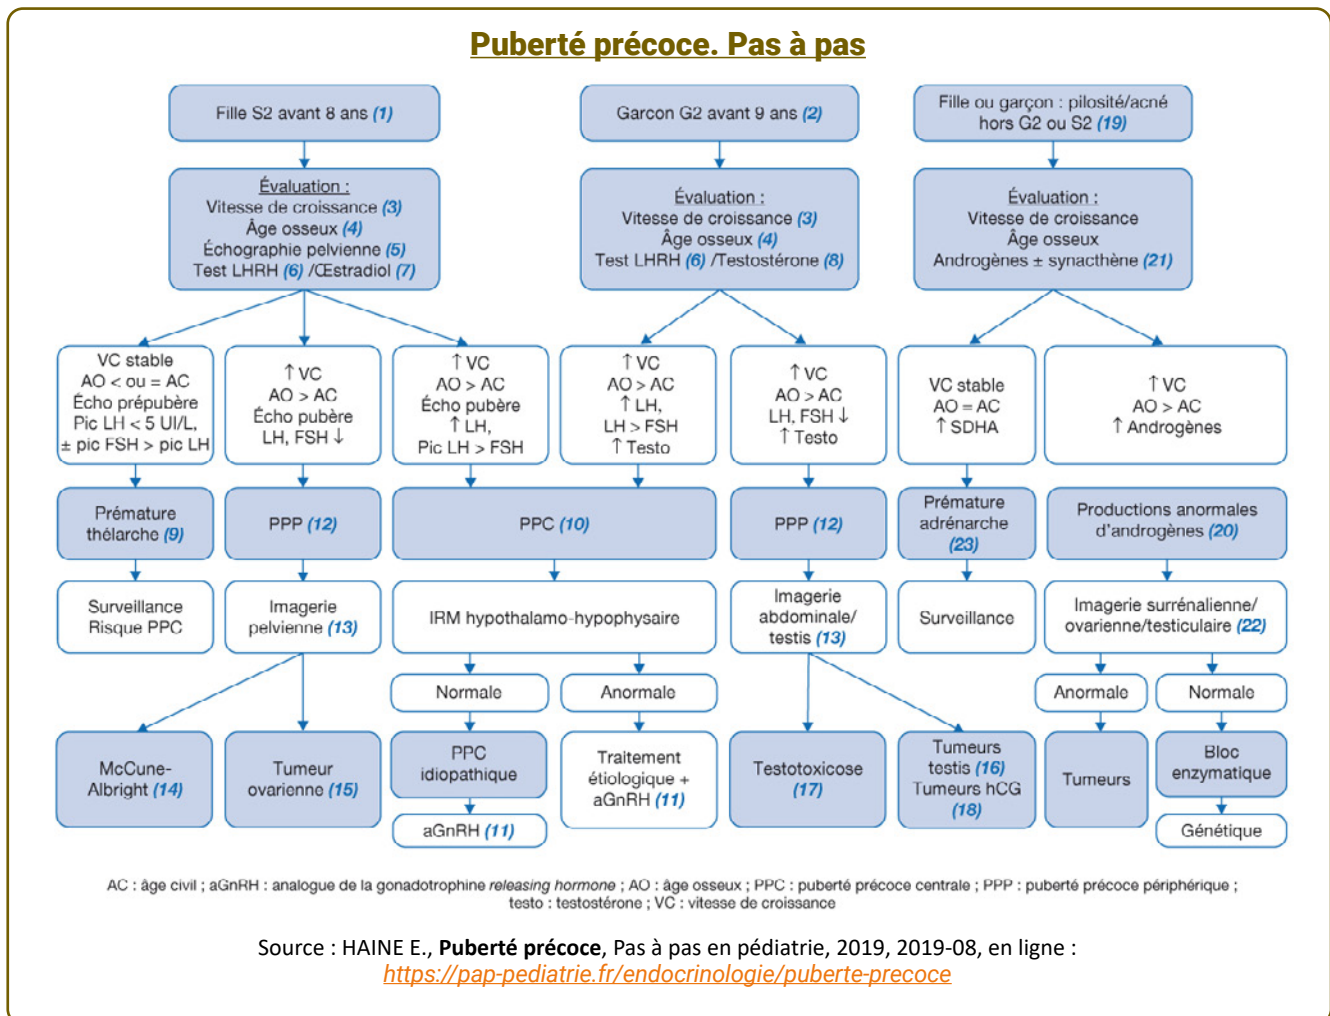 Puberté précoce. Pas à pas
Fille S2 avant 8 ans (1)
Garcon G2 avant 9 ans (2)
Fille ou garçon : pilosité/acné
hors G2 ou S2 (19)
Évaluation :
Vitesse de croissance (3)
Âge osseux (4)
Échographie pelvienne (5)
Test LHRH (6) /Œstradiol (7)
Évaluation :
Vitesse de croissance (3)
Âge osseux (4)
Test LHRH (6) /Testostérone (8)
Évaluation :
Vitesse de croissance
Âge osseux
Androgènes ± synacthène (21)
VC stable
AO < ou = AC
Écho prépubère
Pic LH < 5 UI/L,
± pic FSH > pic LH
↑ VC
AO > AC
Écho pubère
LH, FSH ↓
↑ VC
AO > AC
Écho pubère
↑ LH,
Pic LH > FSH
↑ VC
AO > AC
↑ LH,
LH > FSH
↑ Testo
↑ VC
AO > AC
LH, FSH ↓
↑ Testo
VC stable
AO = AC
↑ SDHA
↑ VC
AO > AC
↑ Androgènes
Prémature
thélarche (9)
PPP (12)
PPC (10)
PPP (12)
Prémature
adrénarche
(23)
Productions anormales
d'androgènes (20)
Surveillance
Risque PPC
Imagerie
pelvienne (13)
IRM hypothalamo-hypophysaire
Imagerie
abdominale/
testis (13)
Surveillance
Imagerie surrénalienne/
ovarienne/testiculaire (22)
Normale
Anormale
Anormale
Normale
McCune-
Albright (14)
Tumeur
ovarienne (15)
PPC
idiopathique
Traitement
étiologique +
aGnRH (11)
Testotoxicose
(17)
Tumeurs
testis (16)
Tumeurs hCG
(18)
Tumeurs
Bloc
enzymatique
aGnRH (11)
Génétique
AC : âge civil ; aGnRH : analogue de la gonadotrophine releasing hormone ; AO : âge osseux ; PPC : puberté précoce centrale ; PPP : puberté précoce périphérique ;
testo : testostérone ; VC : vitesse de croissance
Source : HAINE E., Puberté précoce, Pas à pas en pédiatrie, 2019, 2019-08, en ligne :
https://pap-pediatrie.fr/endocrinologie/puberte-precoce